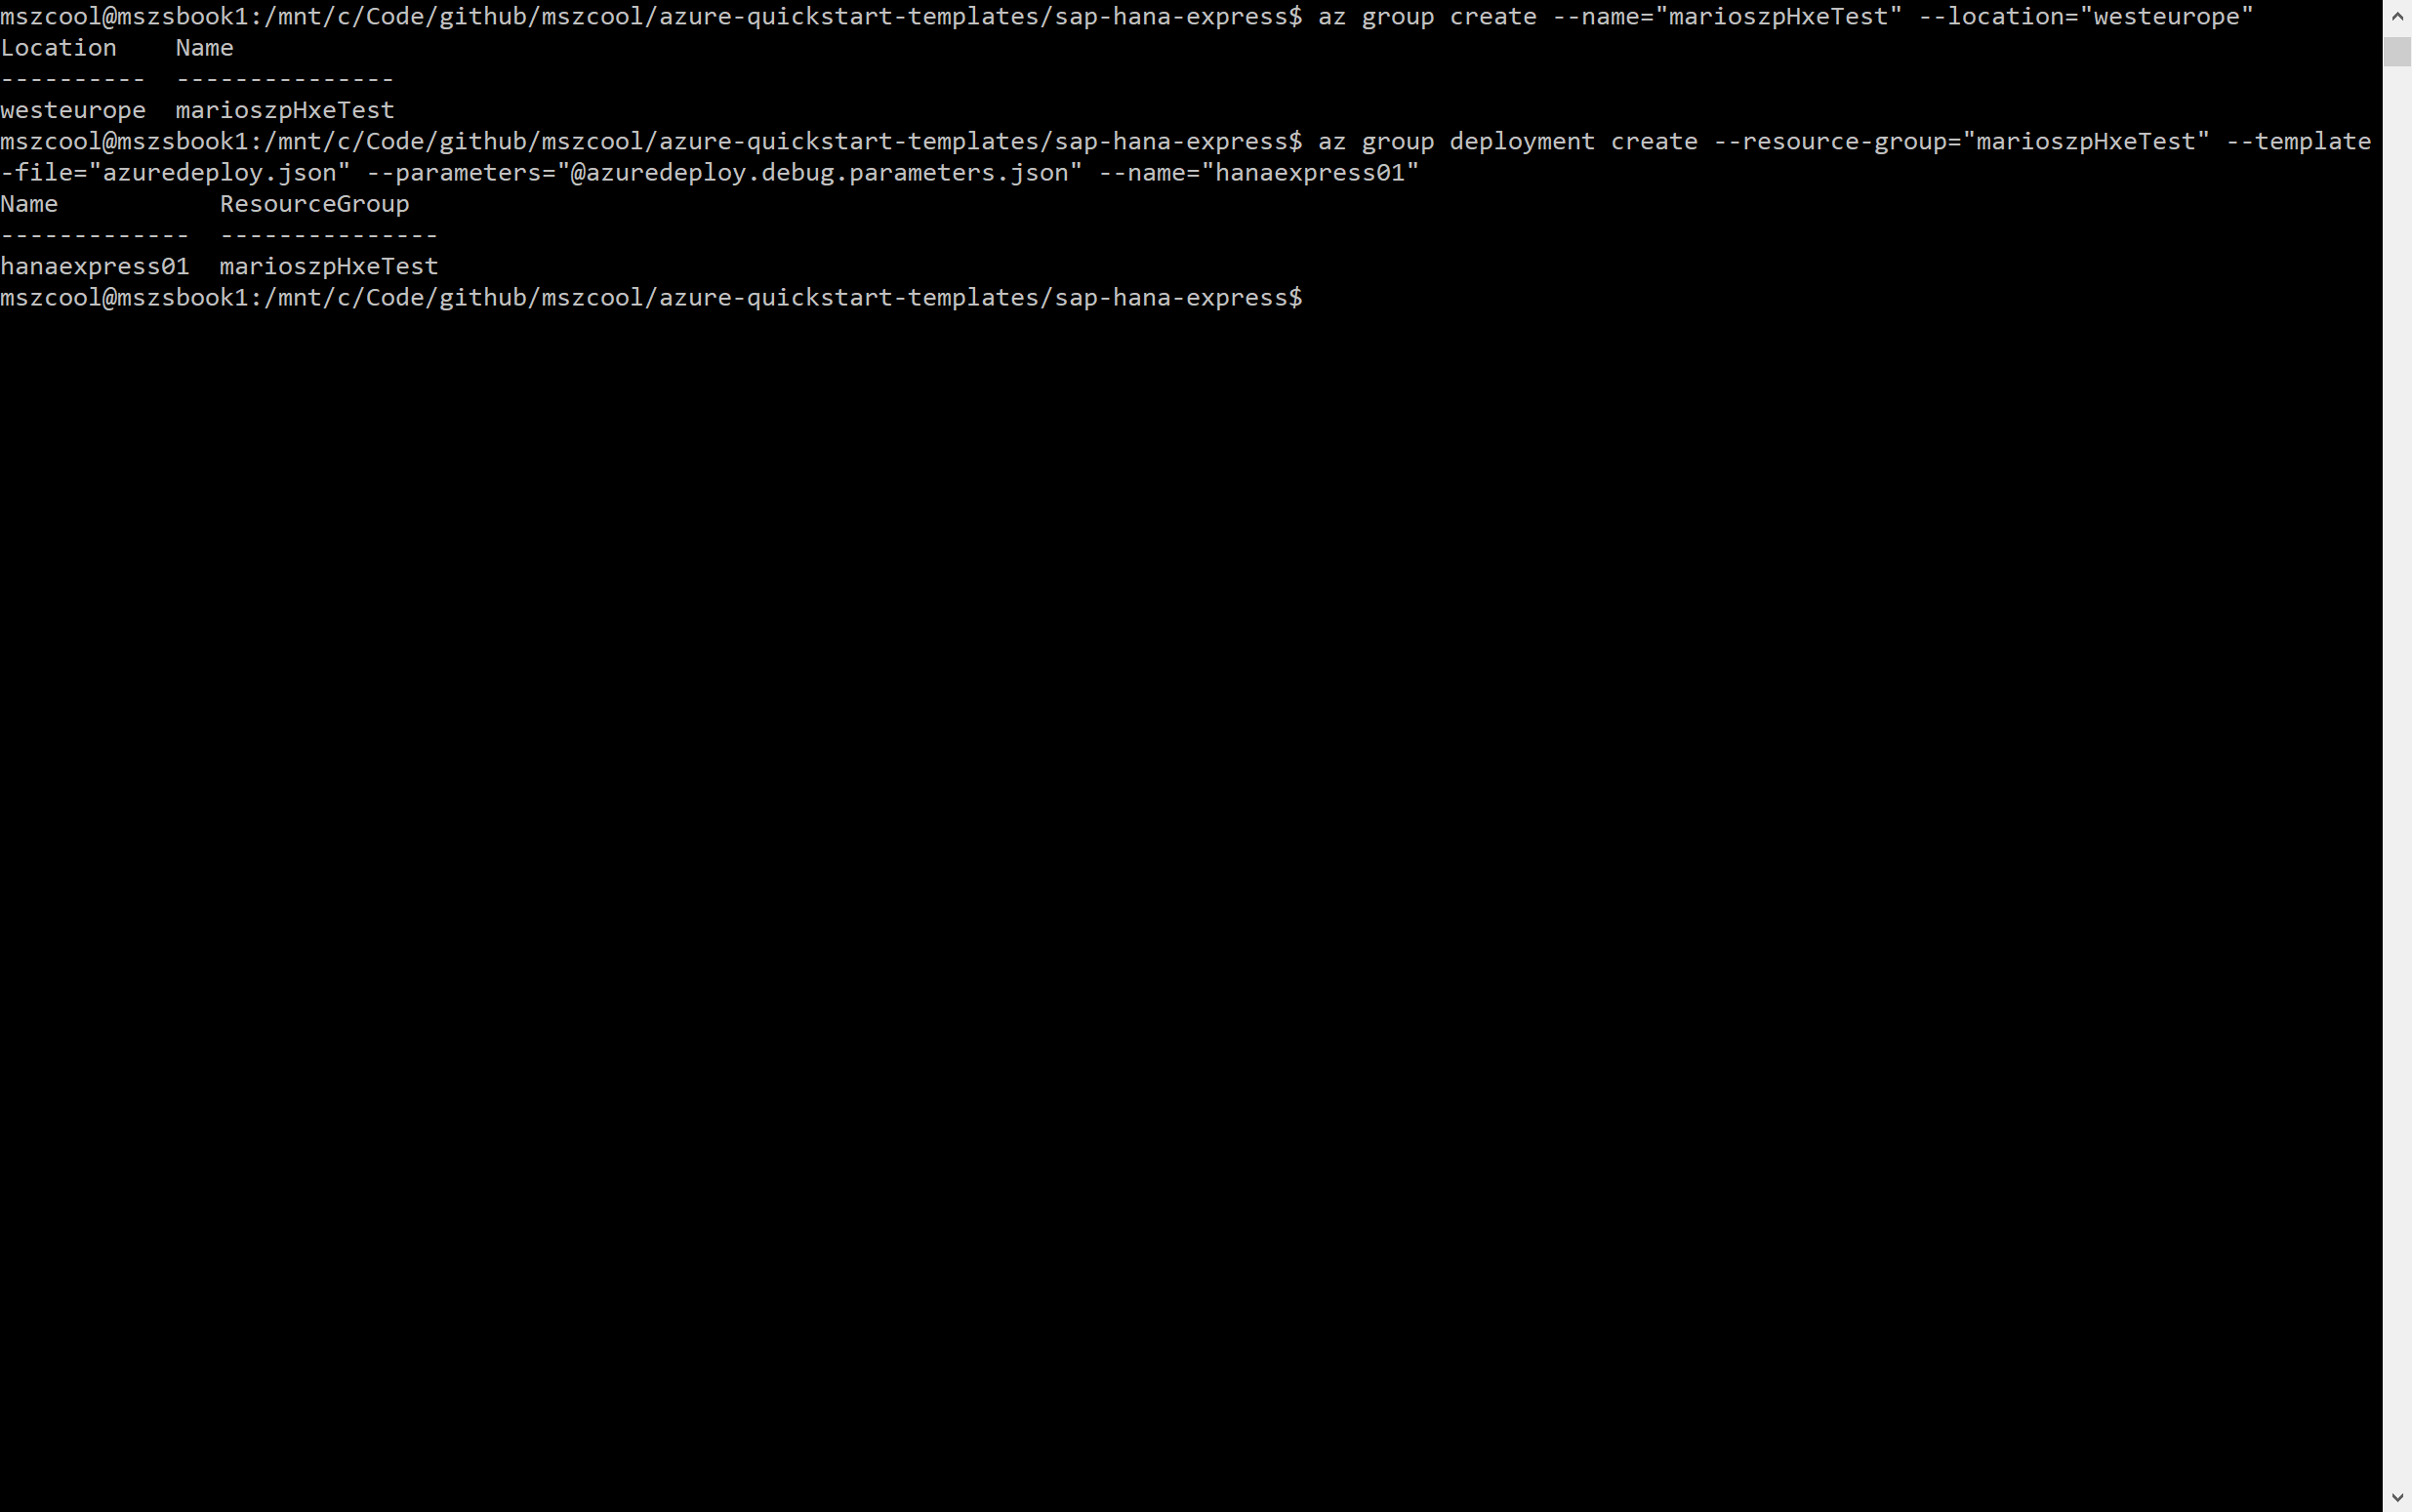 mszcool@mszsbook1:/mnt/c/Code/github/mszcool/azure-quickstart-templates/sap-hana-express$ az group create --name="marioszpHxeTest" --location="westeurope"
Location    Name
----------  ---------------
westeurope  marioszpHxeTest
mszcool@mszsbook1:/mnt/c/Code/github/mszcool/azure-quickstart-templates/sap-hana-express$ az group deployment create --resource-group="marioszpHxeTest" --template
-file="azuredeploy.json" --parameters="@azuredeploy.debug.parameters.json" --name="hanaexpress01"
Name           ResourceGroup
-------------  ---------------
hanaexpress01  marioszpHxeTest
mszcool@mszsbook1:/mnt/c/Code/github/mszcool/azure-quickstart-templates/sap-hana-express$